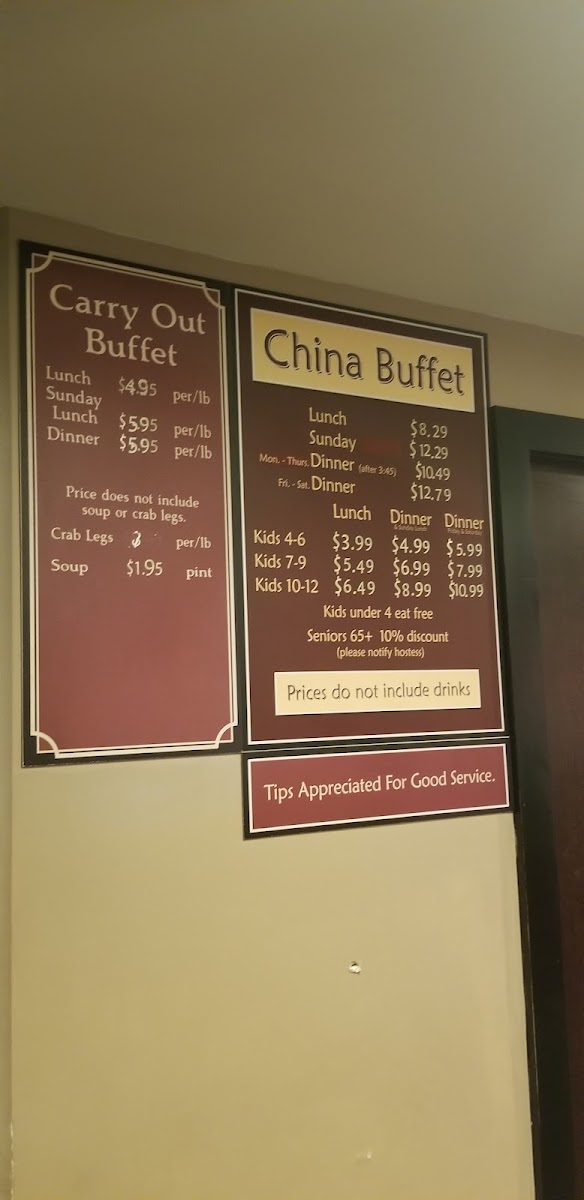 Carry Out
Buffet
Lunch $4.95 per/lb
Sunday
Lunch $5.95 per/lb
Dinner $5.95 per/lb
Price does not include
soup or crab legs.
Crab Legs per/lb
Soup $1.95 pint
China Buffet
Lunch $8.29
Sunday $12.29
Mon. - Thurs. Dinner (after 3:45) $10.49
Fri. - Sat. Dinner $12.79
Lunch Dinner Dinner
& Sunday Lunch Friday & Saturday
Kids 4-6 $3.99 $4.99 $5.99
Kids 7-9 $5.49 $6.99 $7.99
Kids 10-12 $6.49 $8.99 $10.99
Kids under 4 eat free
Seniors 65+ 10% discount
(please notify hostess)
Prices do not include drinks
Tips Appreciated For Good Service.